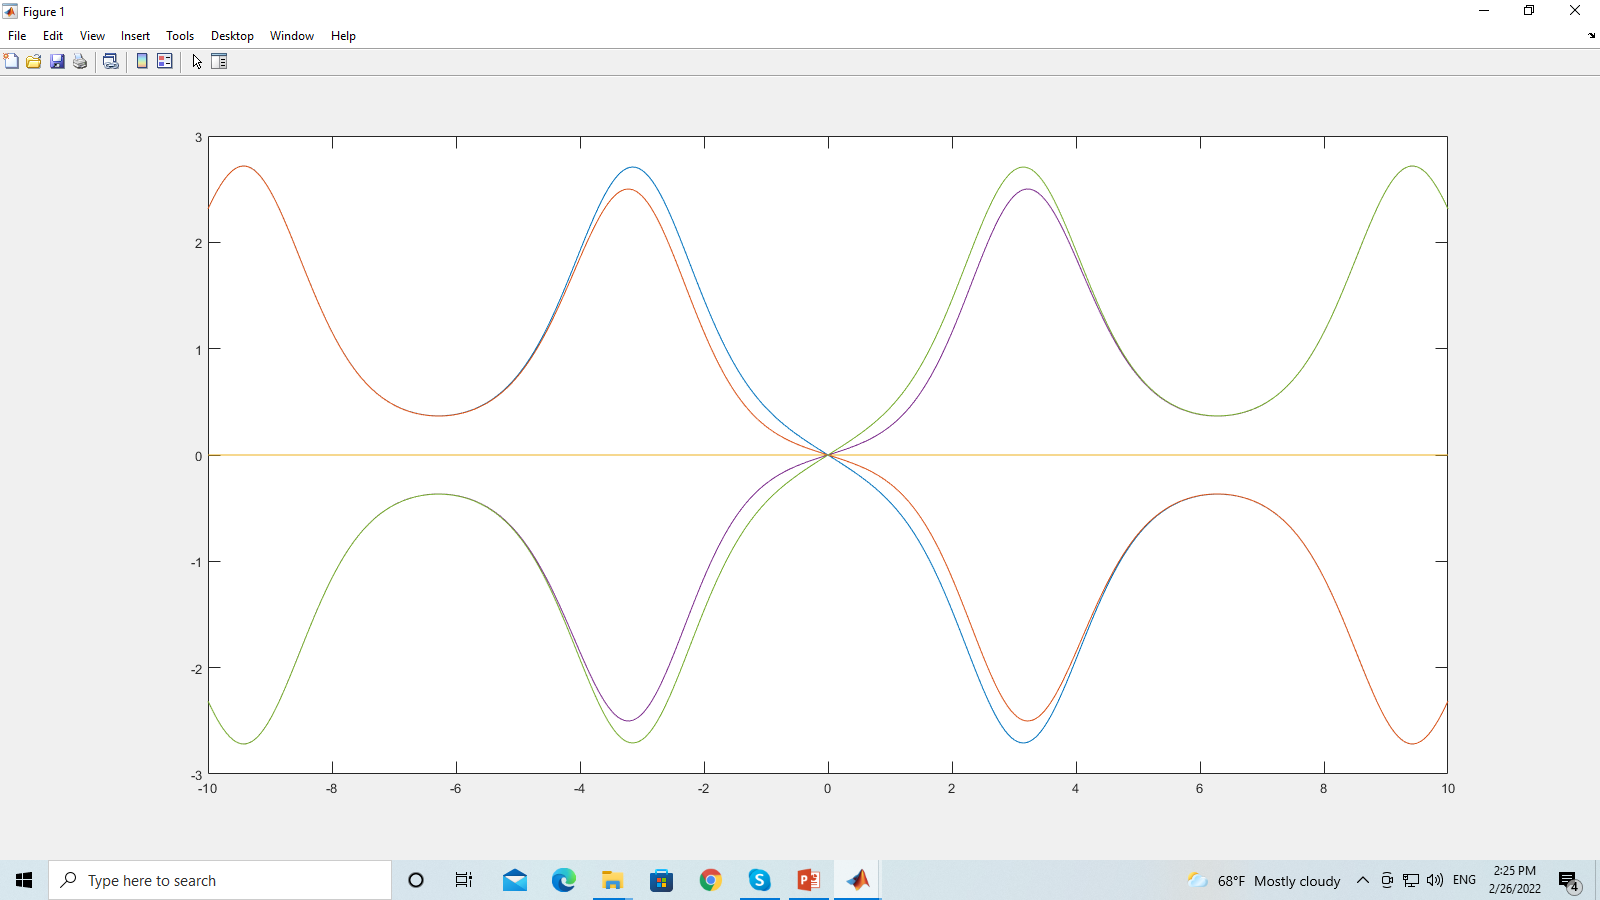 Figure 1
File Edit View Insert Tools Desktop Window Help
3
2
1
0
-1
-2
-3
-10 -8 -6 -4 -2 0 2 4 6 8 10
Type here to search
68°F Mostly cloudy
ENG
2:25 PM
2/26/2022
4